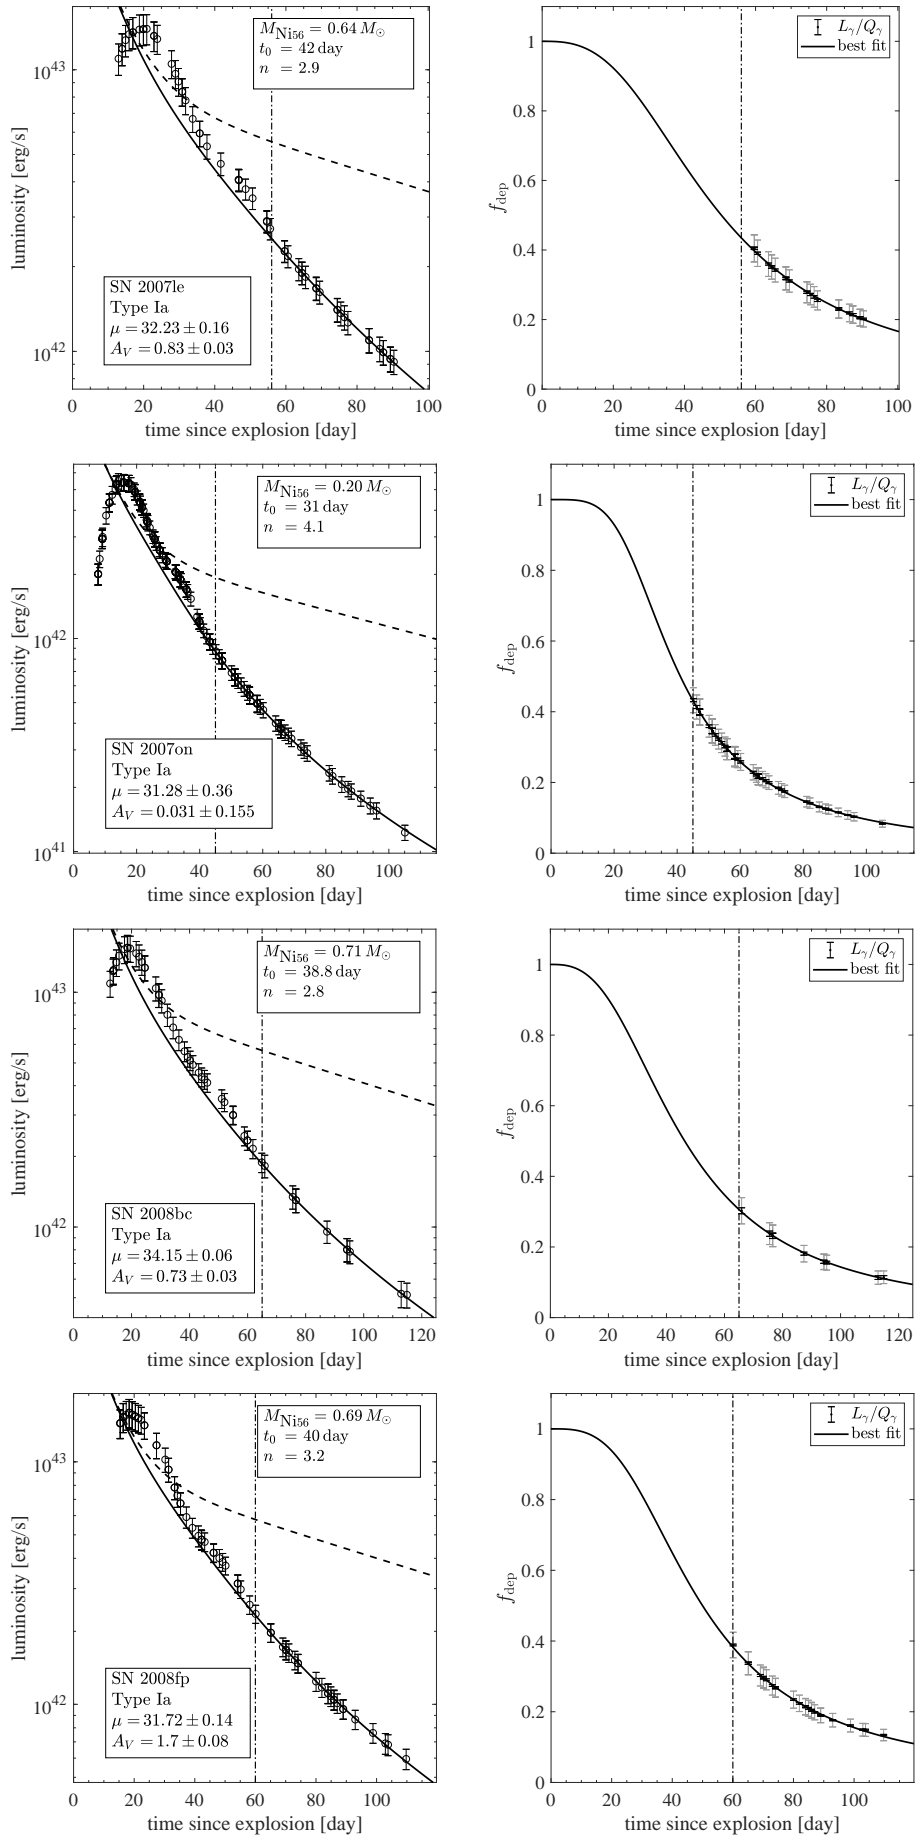 M_Ni56 = 0.64 M_⊙
t_0 = 42 day
n = 2.9
10^43
10^42
luminosity [erg/s]
SN 2007le
Type Ia
μ = 32.23 ± 0.16
A_V = 0.83 ± 0.03
0 20 40 60 80 100
time since explosion [day]
L_γ/Q_γ
best fit
1
0.8
0.6
0.4
0.2
0
f_dep
0 20 40 60 80 100
time since explosion [day]
M_Ni56 = 0.20 M_⊙
t_0 = 31 day
n = 4.1
10^42
10^41
luminosity [erg/s]
SN 2007on
Type Ia
μ = 31.28 ± 0.36
A_V = 0.031 ± 0.155
0 20 40 60 80 100
time since explosion [day]
L_γ/Q_γ
best fit
1
0.8
0.6
0.4
0.2
0
f_dep
0 20 40 60 80 100
time since explosion [day]
M_Ni56 = 0.71 M_⊙
t_0 = 38.8 day
n = 2.8
10^43
10^42
luminosity [erg/s]
SN 2008bc
Type Ia
μ = 34.15 ± 0.06
A_V = 0.73 ± 0.03
0 20 40 60 80 100 120
time since explosion [day]
L_γ/Q_γ
best fit
1
0.8
0.6
0.4
0.2
0
f_dep
0 20 40 60 80 100 120
time since explosion [day]
M_Ni56 = 0.69 M_⊙
t_0 = 40 day
n = 3.2
10^43
10^42
luminosity [erg/s]
SN 2008fp
Type Ia
μ = 31.72 ± 0.14
A_V = 1.7 ± 0.08
0 20 40 60 80 100
time since explosion [day]
L_γ/Q_γ
best fit
1
0.8
0.6
0.4
0.2
0
f_dep
0 20 40 60 80 100
time since explosion [day]